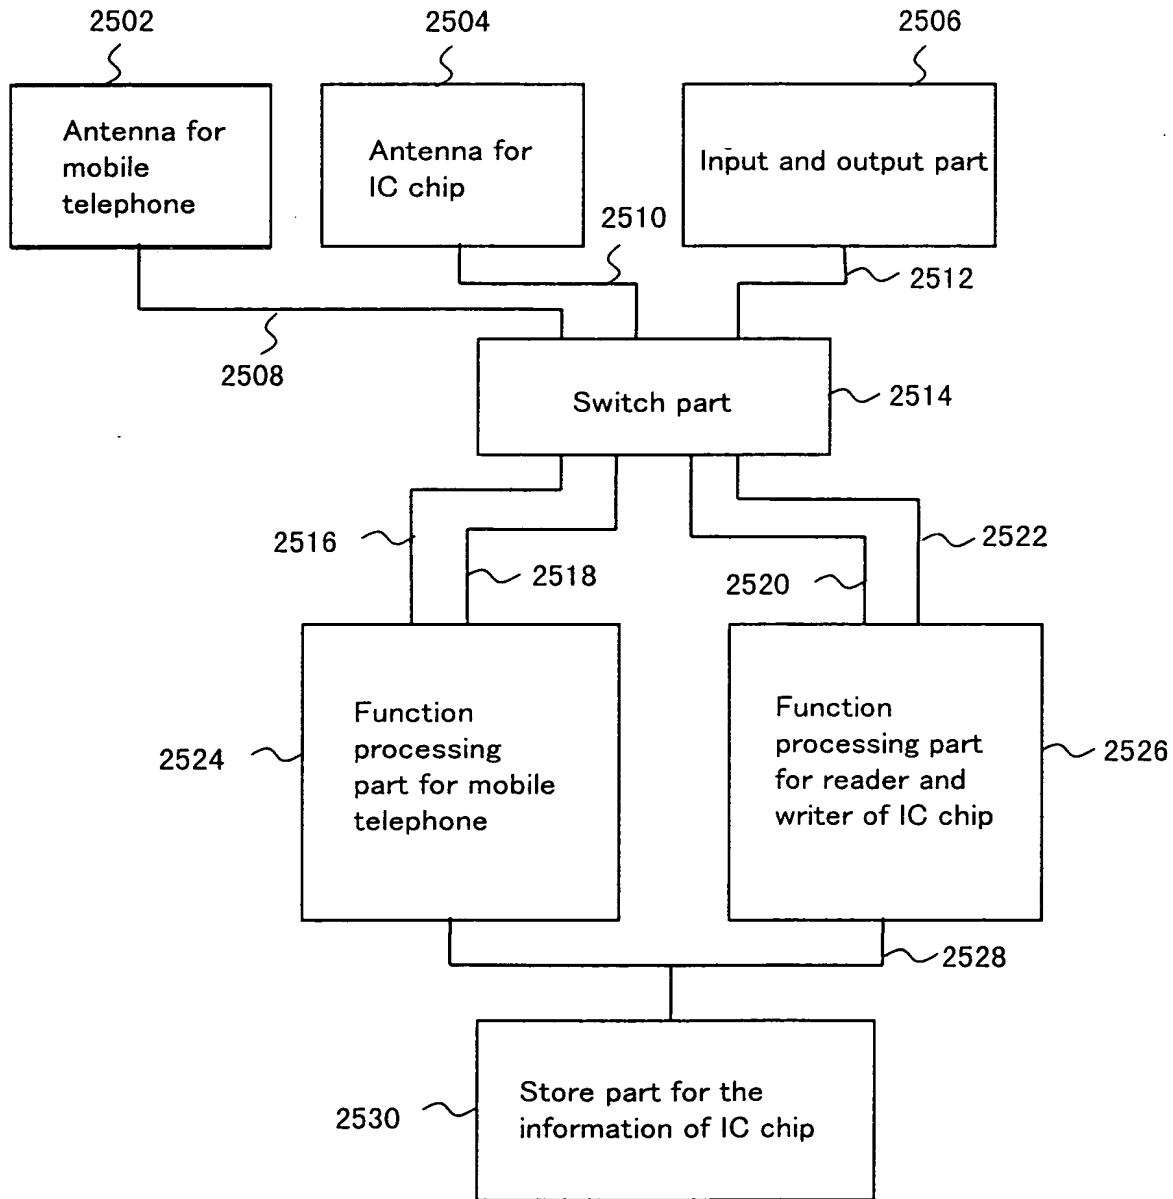 2502
2504
2506
Antenna for
mobile
telephone
Antenna for
IC chip
Input and output part
2510
2512
2508
Switch part
2514
2516
2518
2520
2522
Function
processing
part for mobile
telephone
2524
Function
processing part
for reader and
writer of IC chip
2526
2528
Store part for the
information of IC chip
2530